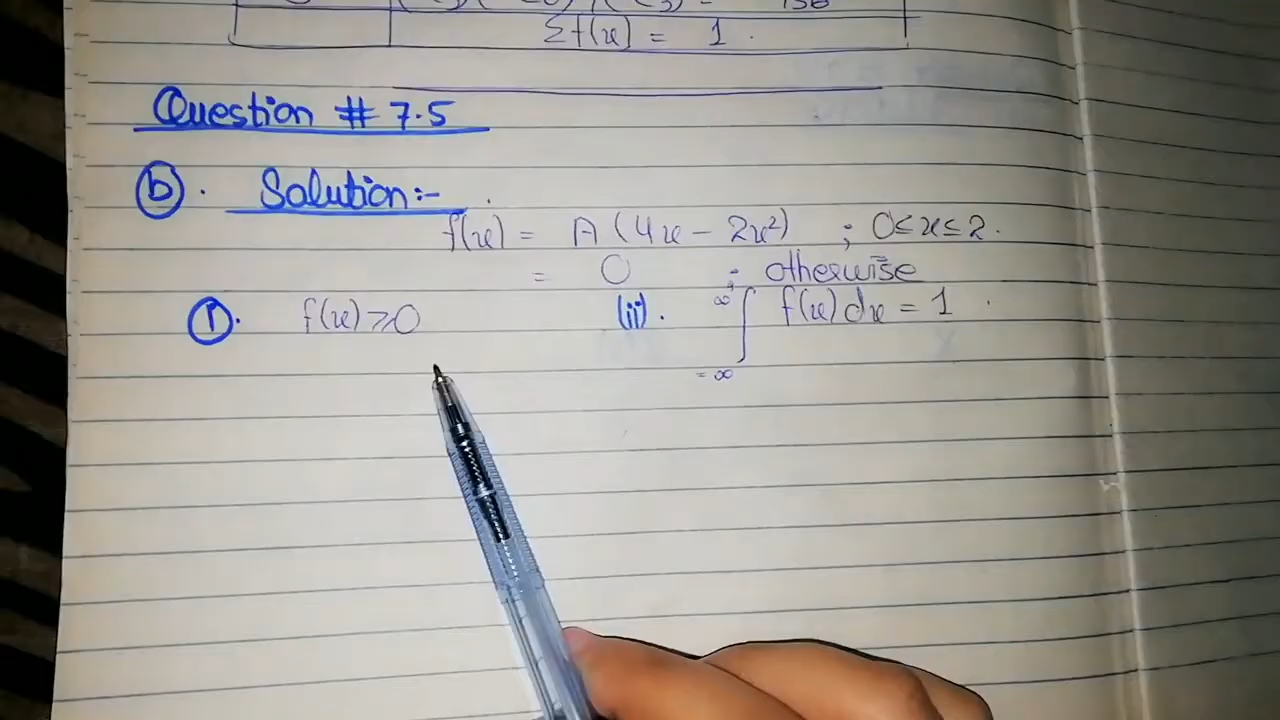 Σf(x) = 1.
Question # 7.5
(b). Solution:-
f(x) = A (4x - 2x²) ; 0≤x≤2.
= 0 ; otherwise
(i). f(x) ≥ 0 (ii). ∫ f(x) dx = 1
∞
= ∞